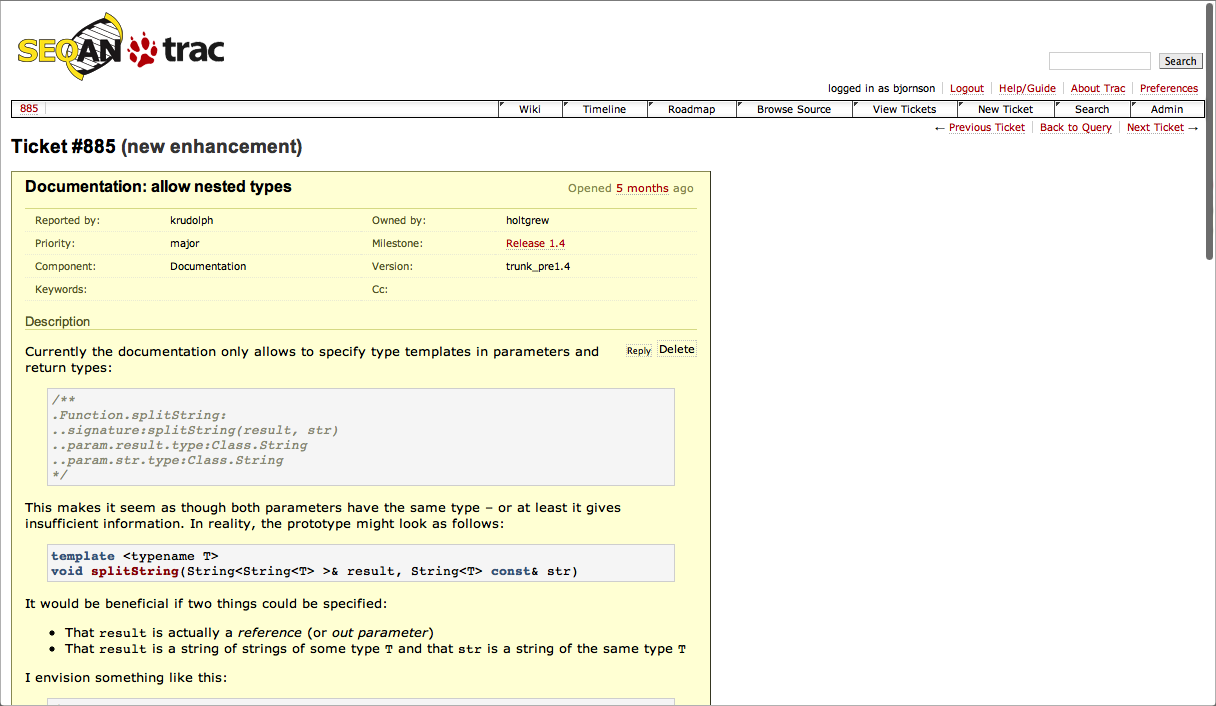 SEQAN trac
Search
logged in as bjornson Logout Help/Guide About Trac Preferences
885 Wiki Timeline Roadmap Browse Source View Tickets New Ticket Search Admin
← Previous Ticket Back to Query Next Ticket →
Ticket #885 (new enhancement)
Documentation: allow nested types Opened 5 months ago
Reported by: krudolph Owned by: holtgrew
Priority: major Milestone: Release 1.4
Component: Documentation Version: trunk_pre1.4
Keywords: Cc:
Description
Reply Delete
Currently the documentation only allows to specify type templates in parameters and
return types:
/**
.Function.splitString:
..signature:splitString(result, str)
..param.result.type:Class.String
..param.str.type:Class.String
*/
This makes it seem as though both parameters have the same type – or at least it gives
insufficient information. In reality, the prototype might look as follows:
template <typename T>
void splitString(String<String<T> >& result, String<T> const& str)
It would be beneficial if two things could be specified:
• That result is actually a reference (or out parameter)
• That result is a string of strings of some type T and that str is a string of the same type T
I envision something like this: